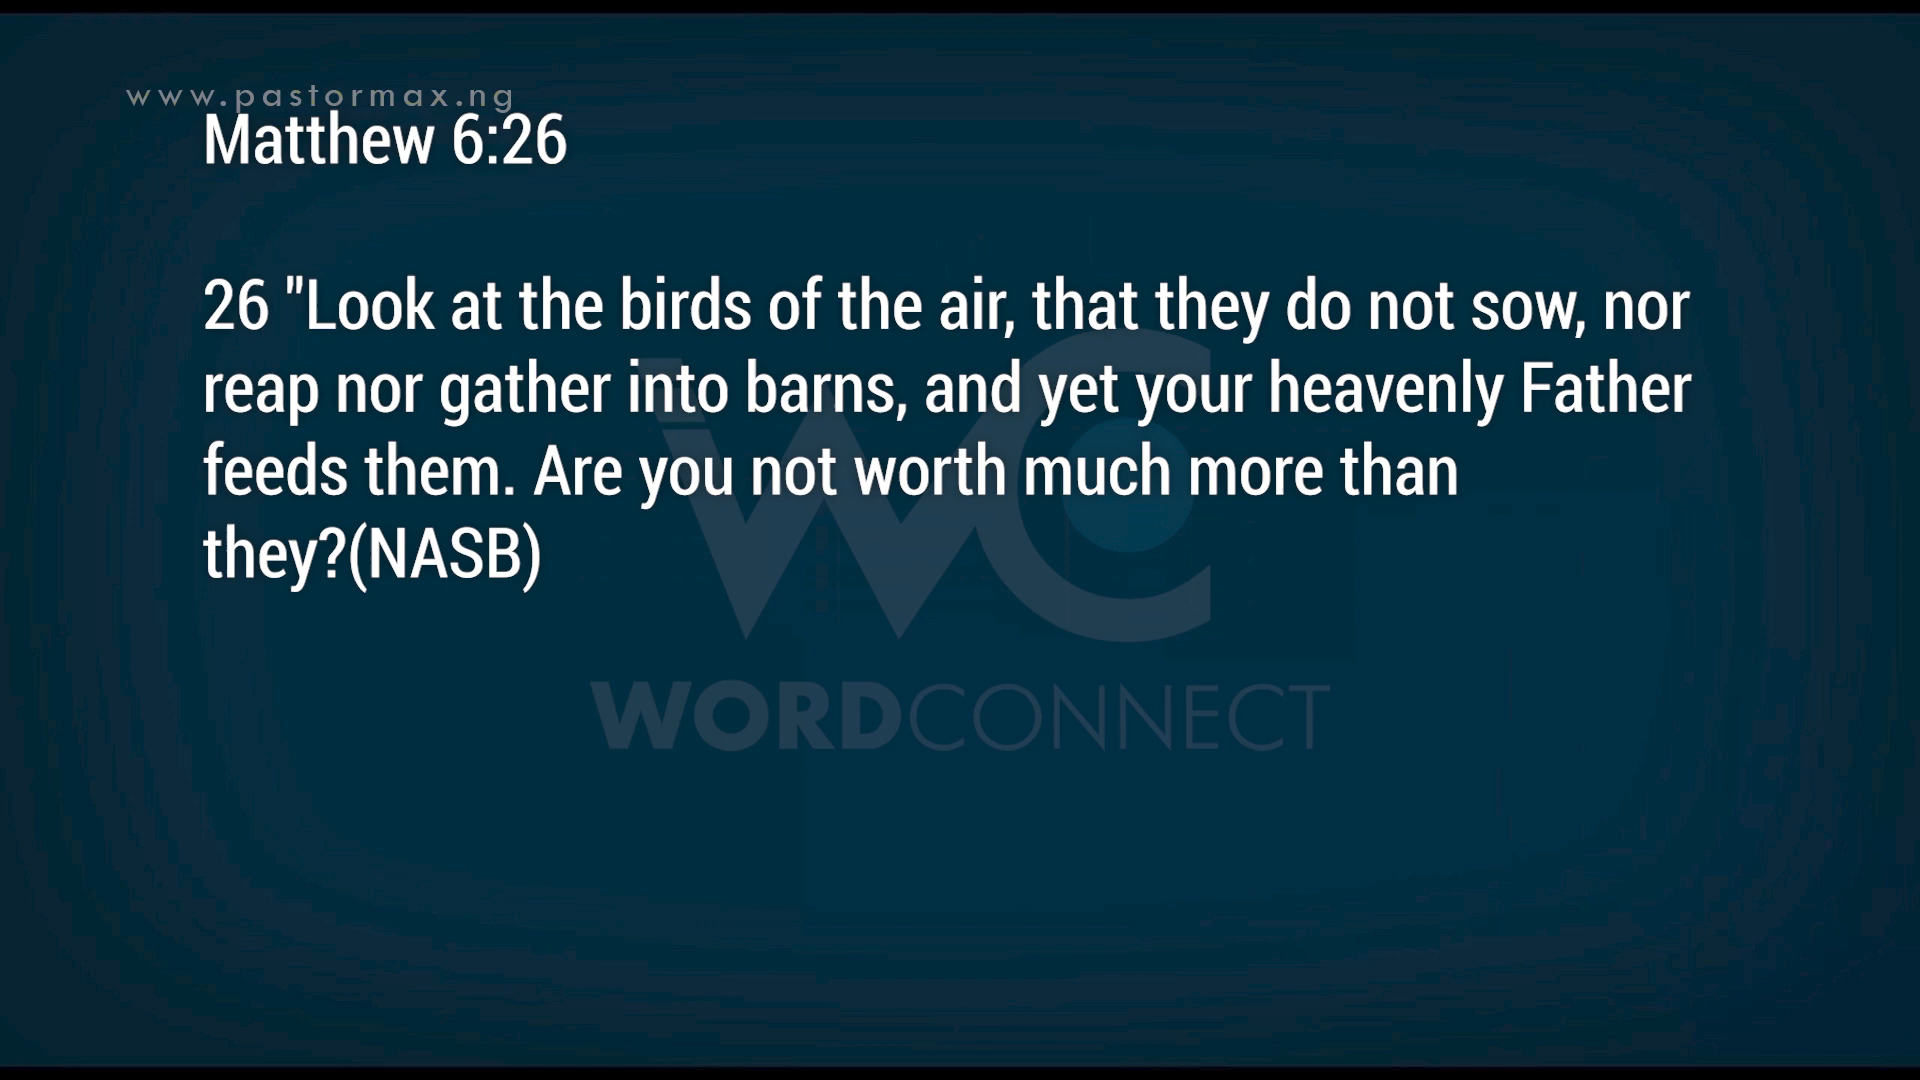 www.pastormax.ng
Matthew 6:26
26 "Look at the birds of the air, that they do not sow, nor
reap nor gather into barns, and yet your heavenly Father
feeds them. Are you not worth much more than
they?(NASB)
WC
WORDCONNECT